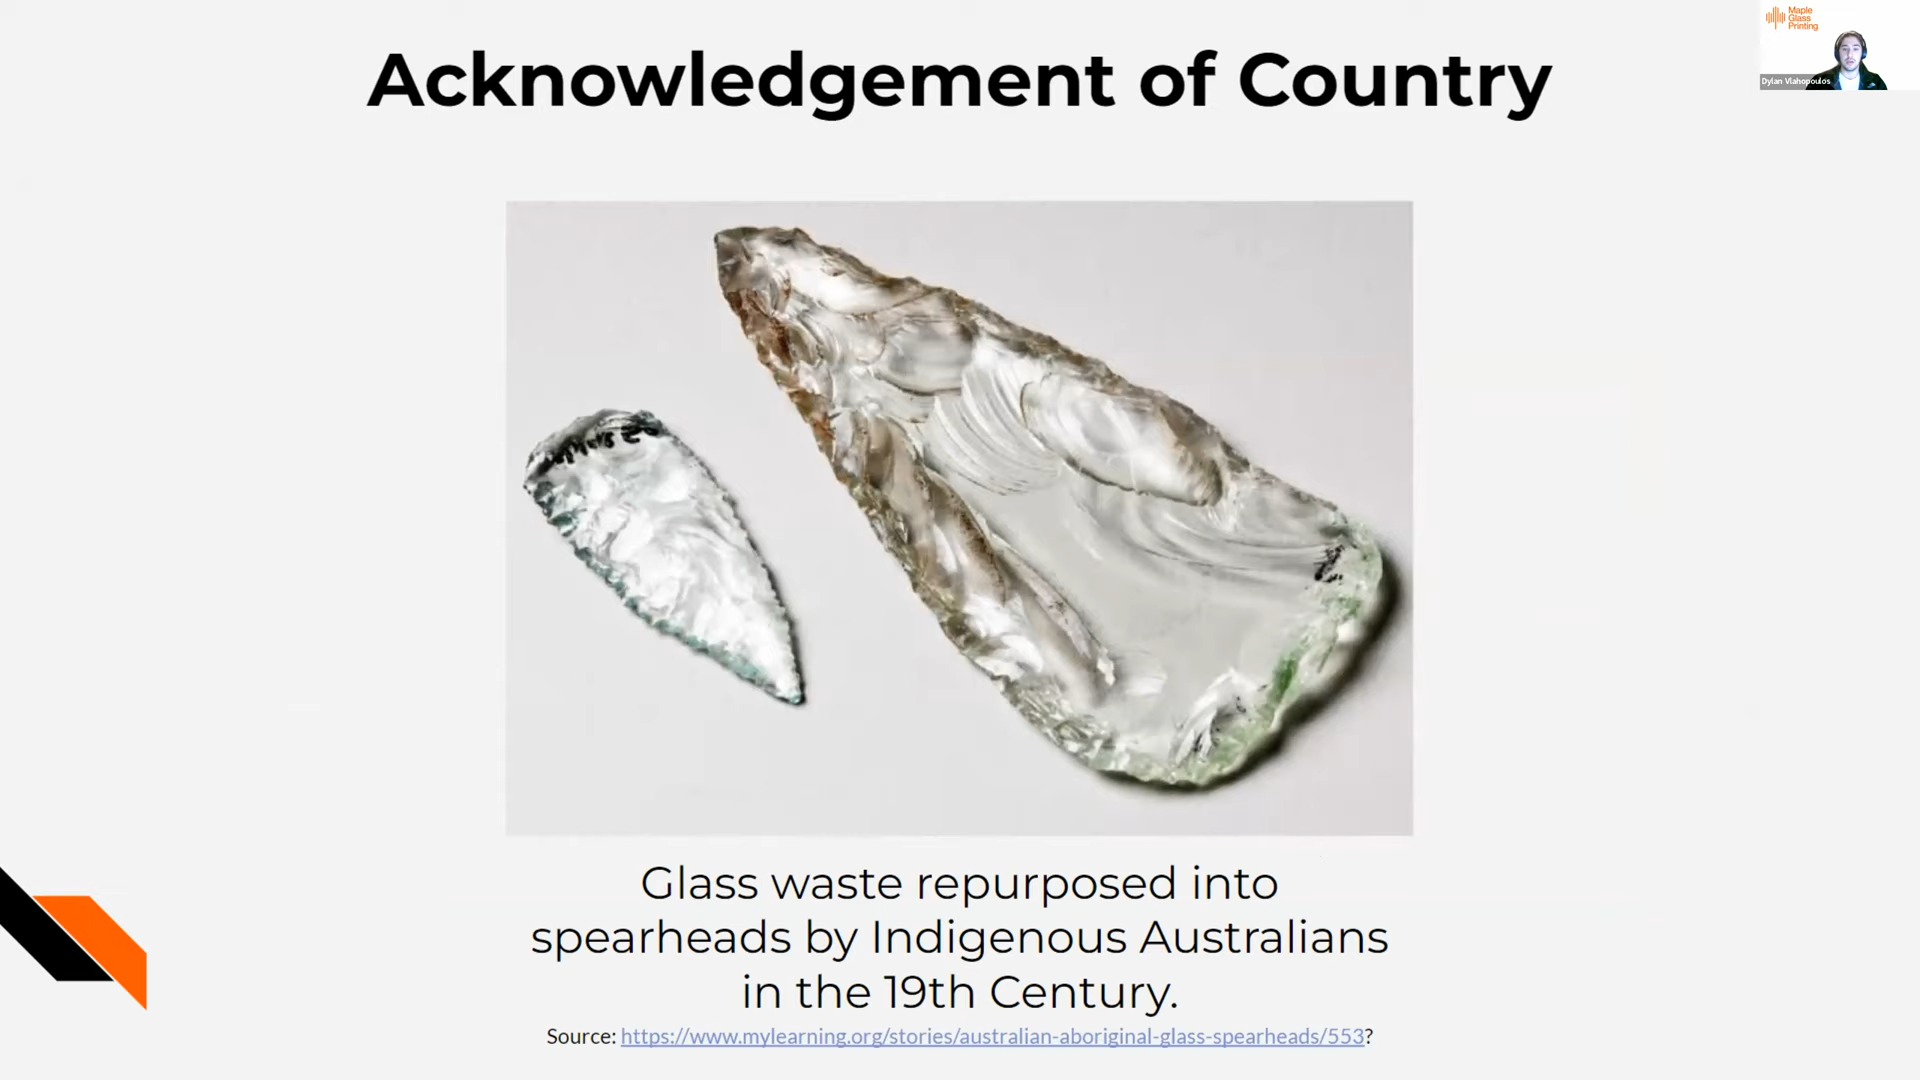 Acknowledgement of Country
Maple
Glass
Printing
Dylan Vlahopoulos
Glass waste repurposed into
spearheads by Indigenous Australians
in the 19th Century.
Source: https://www.mylearning.org/stories/australian-aboriginal-glass-spearheads/553?